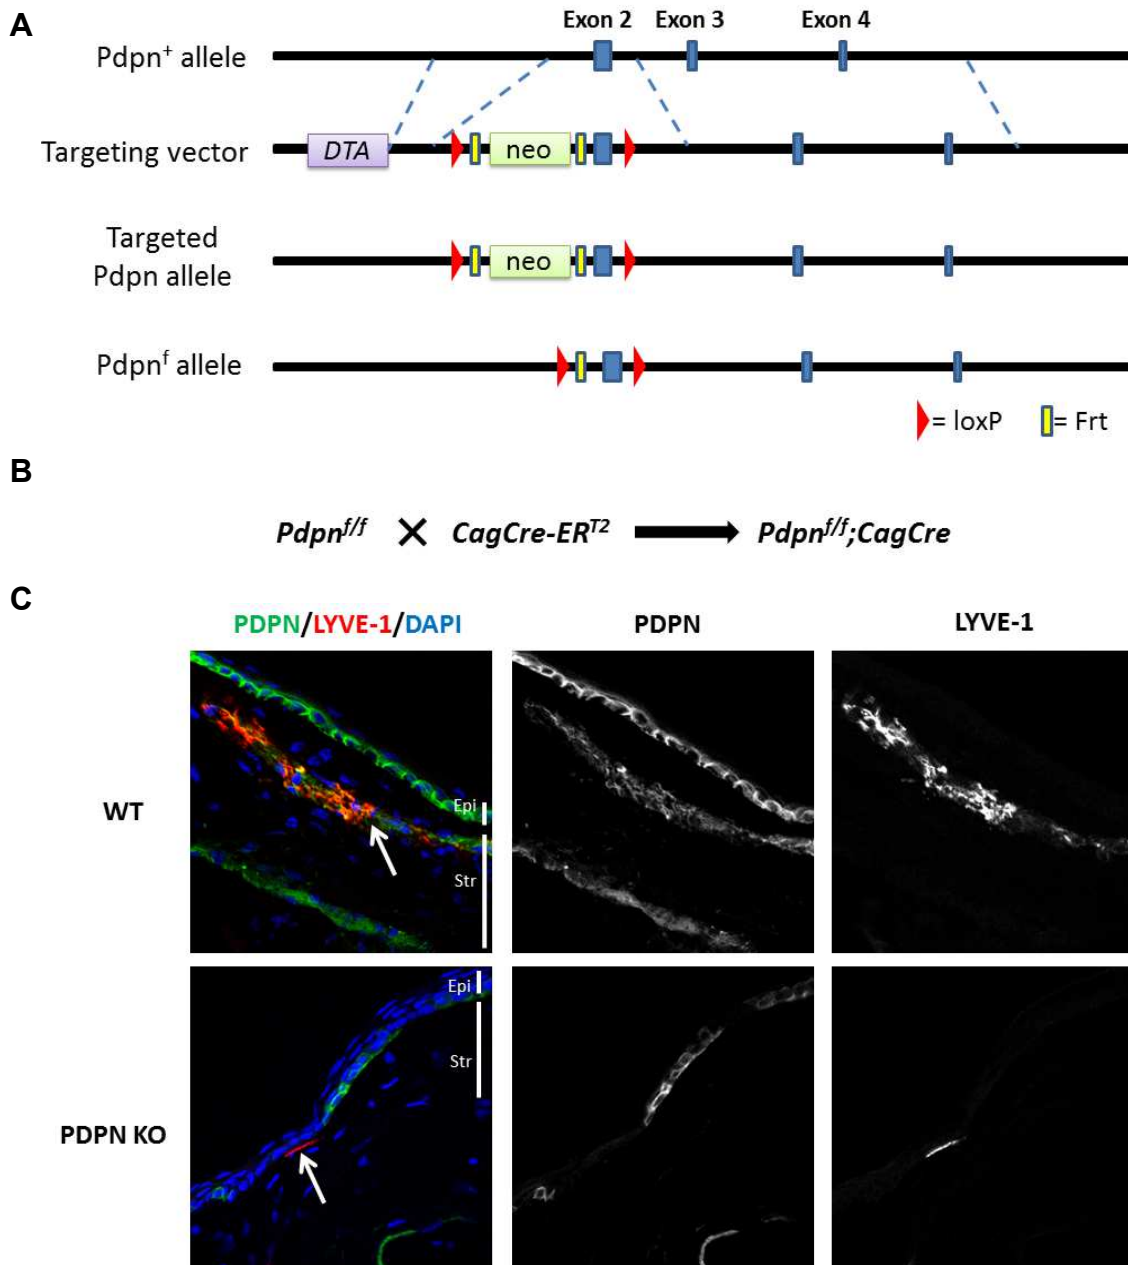 A
Exon 2 Exon 3 Exon 4
Pdpn+ allele
Targeting vector
DTA neo
Targeted
Pdpn allele
neo
Pdpnf allele
= loxP = Frt
B
Pdpnf/f × CagCre-ERT2 Pdpnf/f;CagCre
C
PDPN/LYVE-1/DAPI PDPN LYVE-1
WT
Epi
Str
PDPN KO
Epi
Str